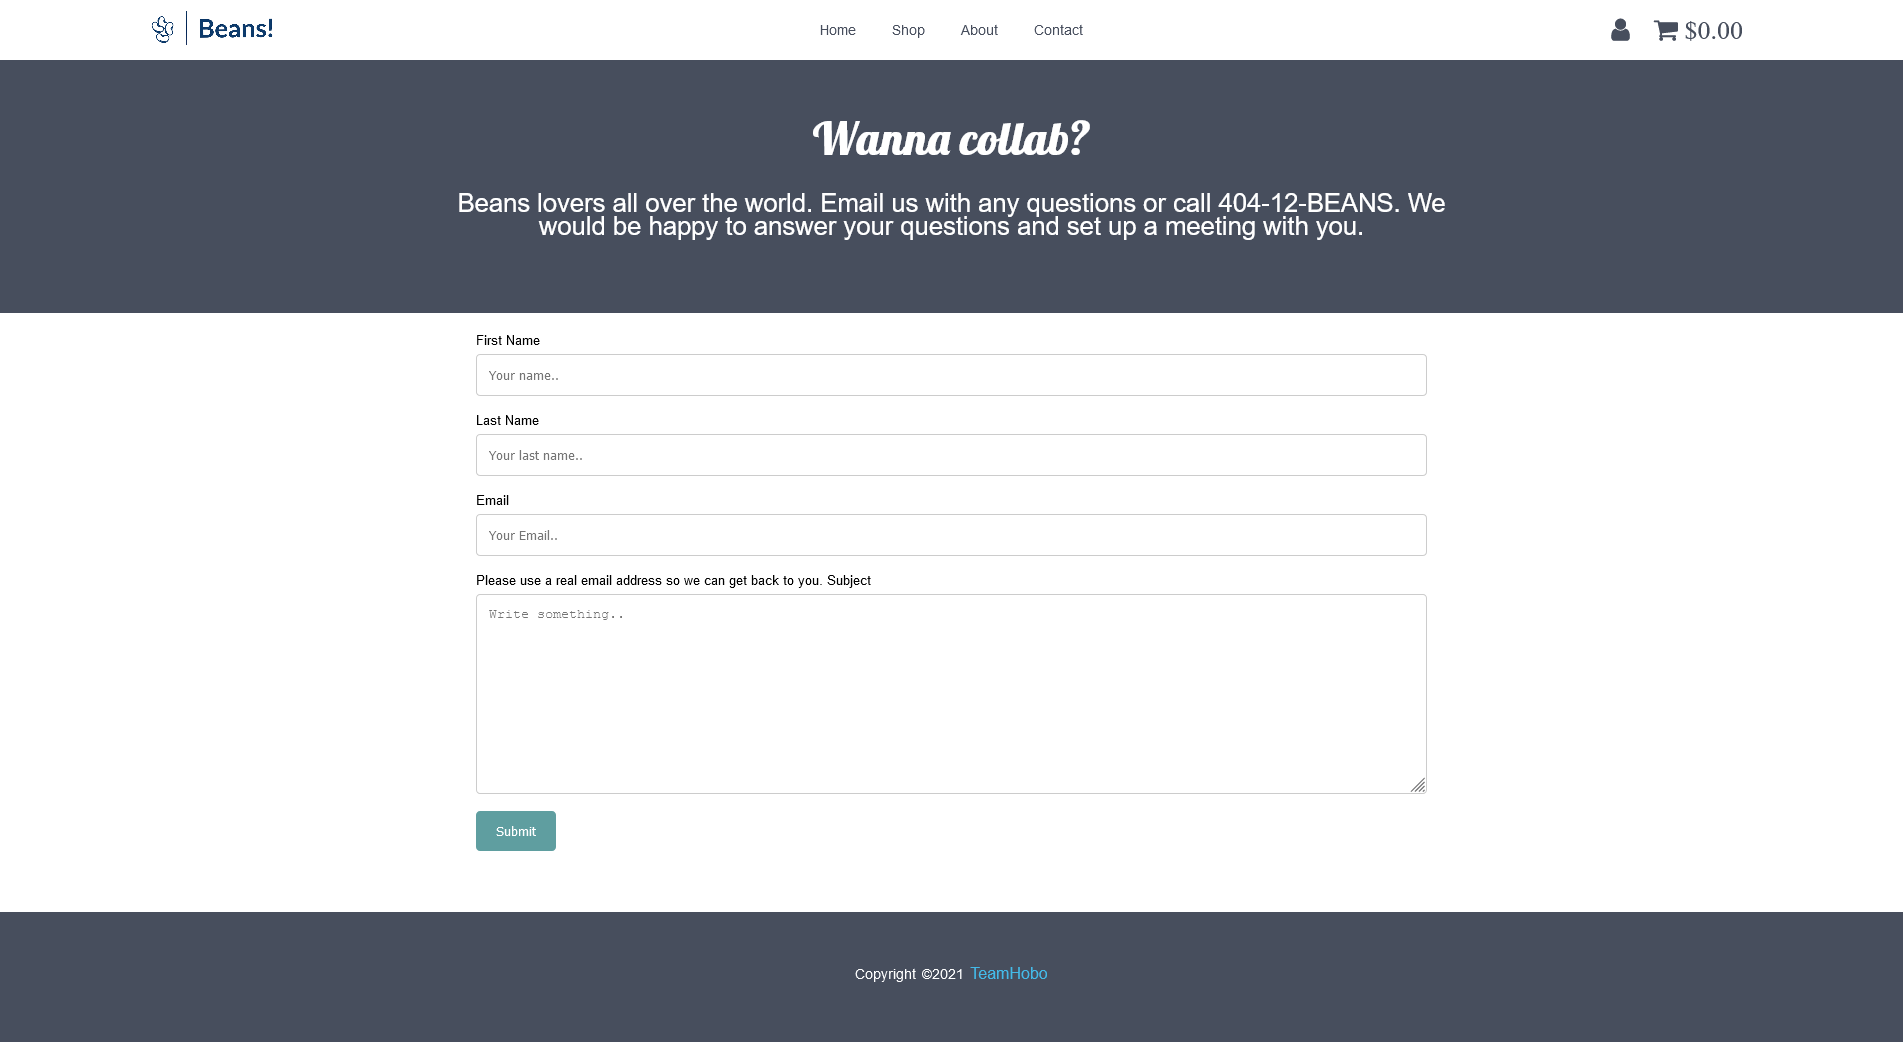 Beans!
Home
Shop
About
Contact
$0.00
Wanna collab?
Beans lovers all over the world. Email us with any questions or call 404-12-BEANS. We
would be happy to answer your questions and set up a meeting with you.
First Name
Your name..
Last Name
Your last name..
Email
Your Email..
Please use a real email address so we can get back to you. Subject
Write something..
Submit
Copyright ©2021 TeamHobo